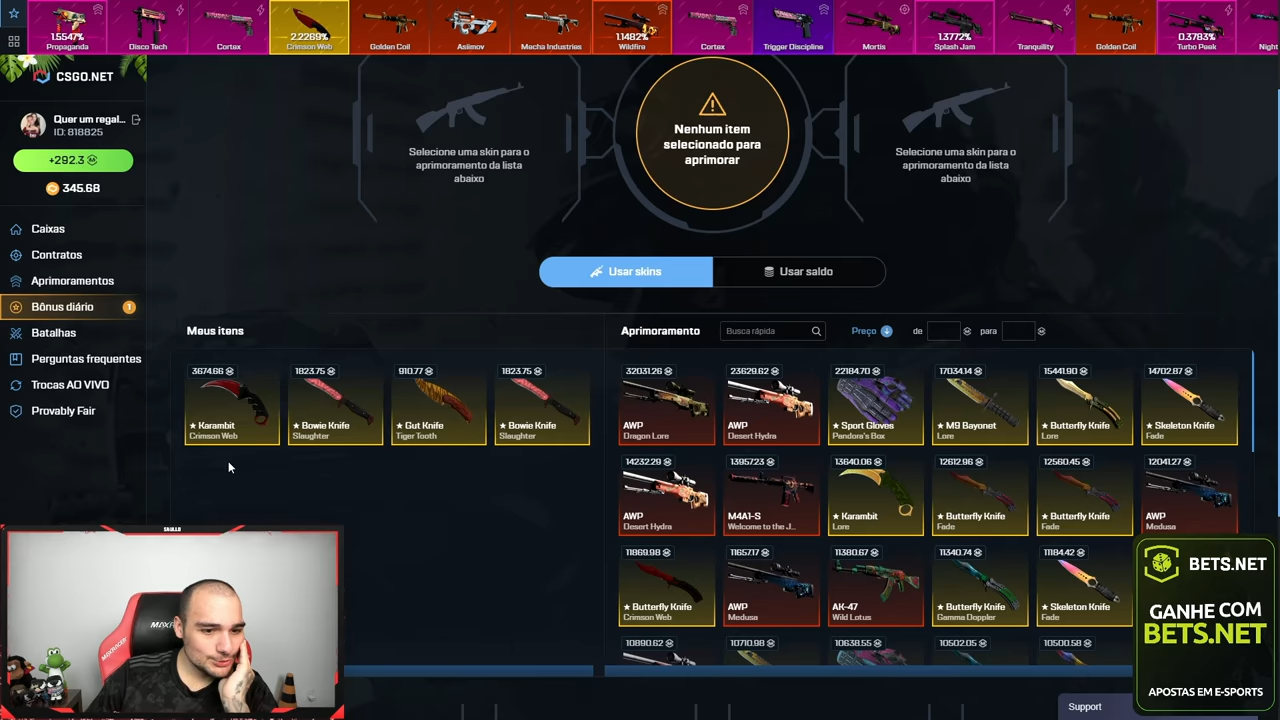 1.5547%
Propaganda
Disco Tech
Cortex
2.2269%
Crimson Web
Golden Coil
Asiimov
Mecha Industries
1.1482%
Wildfire
Cortex
Trigger Discipline
Mortis
1.3772%
Splash Jam
Tranquility
Golden Coil
0.3783%
Turbo Peek
Night
CSGO.NET
Quer um regal...
ID: 818825
+292.3
345.68
Caixas
Contratos
Aprimoramentos
Bônus diário 1
Batalhas
Perguntas frequentes
Trocas AO VIVO
Provably Fair
Selecione uma skin para o
aprimoramento da lista
abaixo
Nenhum item
selecionado para
aprimorar
Selecione uma skin para o
aprimoramento da lista
abaixo
Usar skins
Usar saldo
Meus itens
3674.66
★ Karambit
Crimson Web
1823.75
★ Bowie Knife
Slaughter
910.77
★ Gut Knife
Tiger Tooth
1823.75
★ Bowie Knife
Slaughter
Aprimoramento
Busca rápida
Preço
de
para
32031.26
AWP
Dragon Lore
23629.62
AWP
Desert Hydra
22184.70
★ Sport Gloves
Pandora's Box
17034.14
★ M9 Bayonet
Lore
15441.90
★ Butterfly Knife
Lore
14702.87
★ Skeleton Knife
Fade
14232.29
AWP
Desert Hydra
13957.23
M4A1-S
Welcome to the J...
13640.06
★ Karambit
Lore
12612.96
★ Butterfly Knife
Fade
12560.45
★ Butterfly Knife
Fade
12041.27
AWP
Medusa
11869.98
★ Butterfly Knife
Crimson Web
11657.17
AWP
Medusa
11380.67
AK-47
Wild Lotus
11340.74
★ Butterfly Knife
Gamma Doppler
11184.42
★ Skeleton Knife
Fade
10890.62
10710.98
10638.55
10502.05
10500.58
BETS.NET
GANHE COM
BETS.NET
APOSTAS EM E-SPORTS
Support